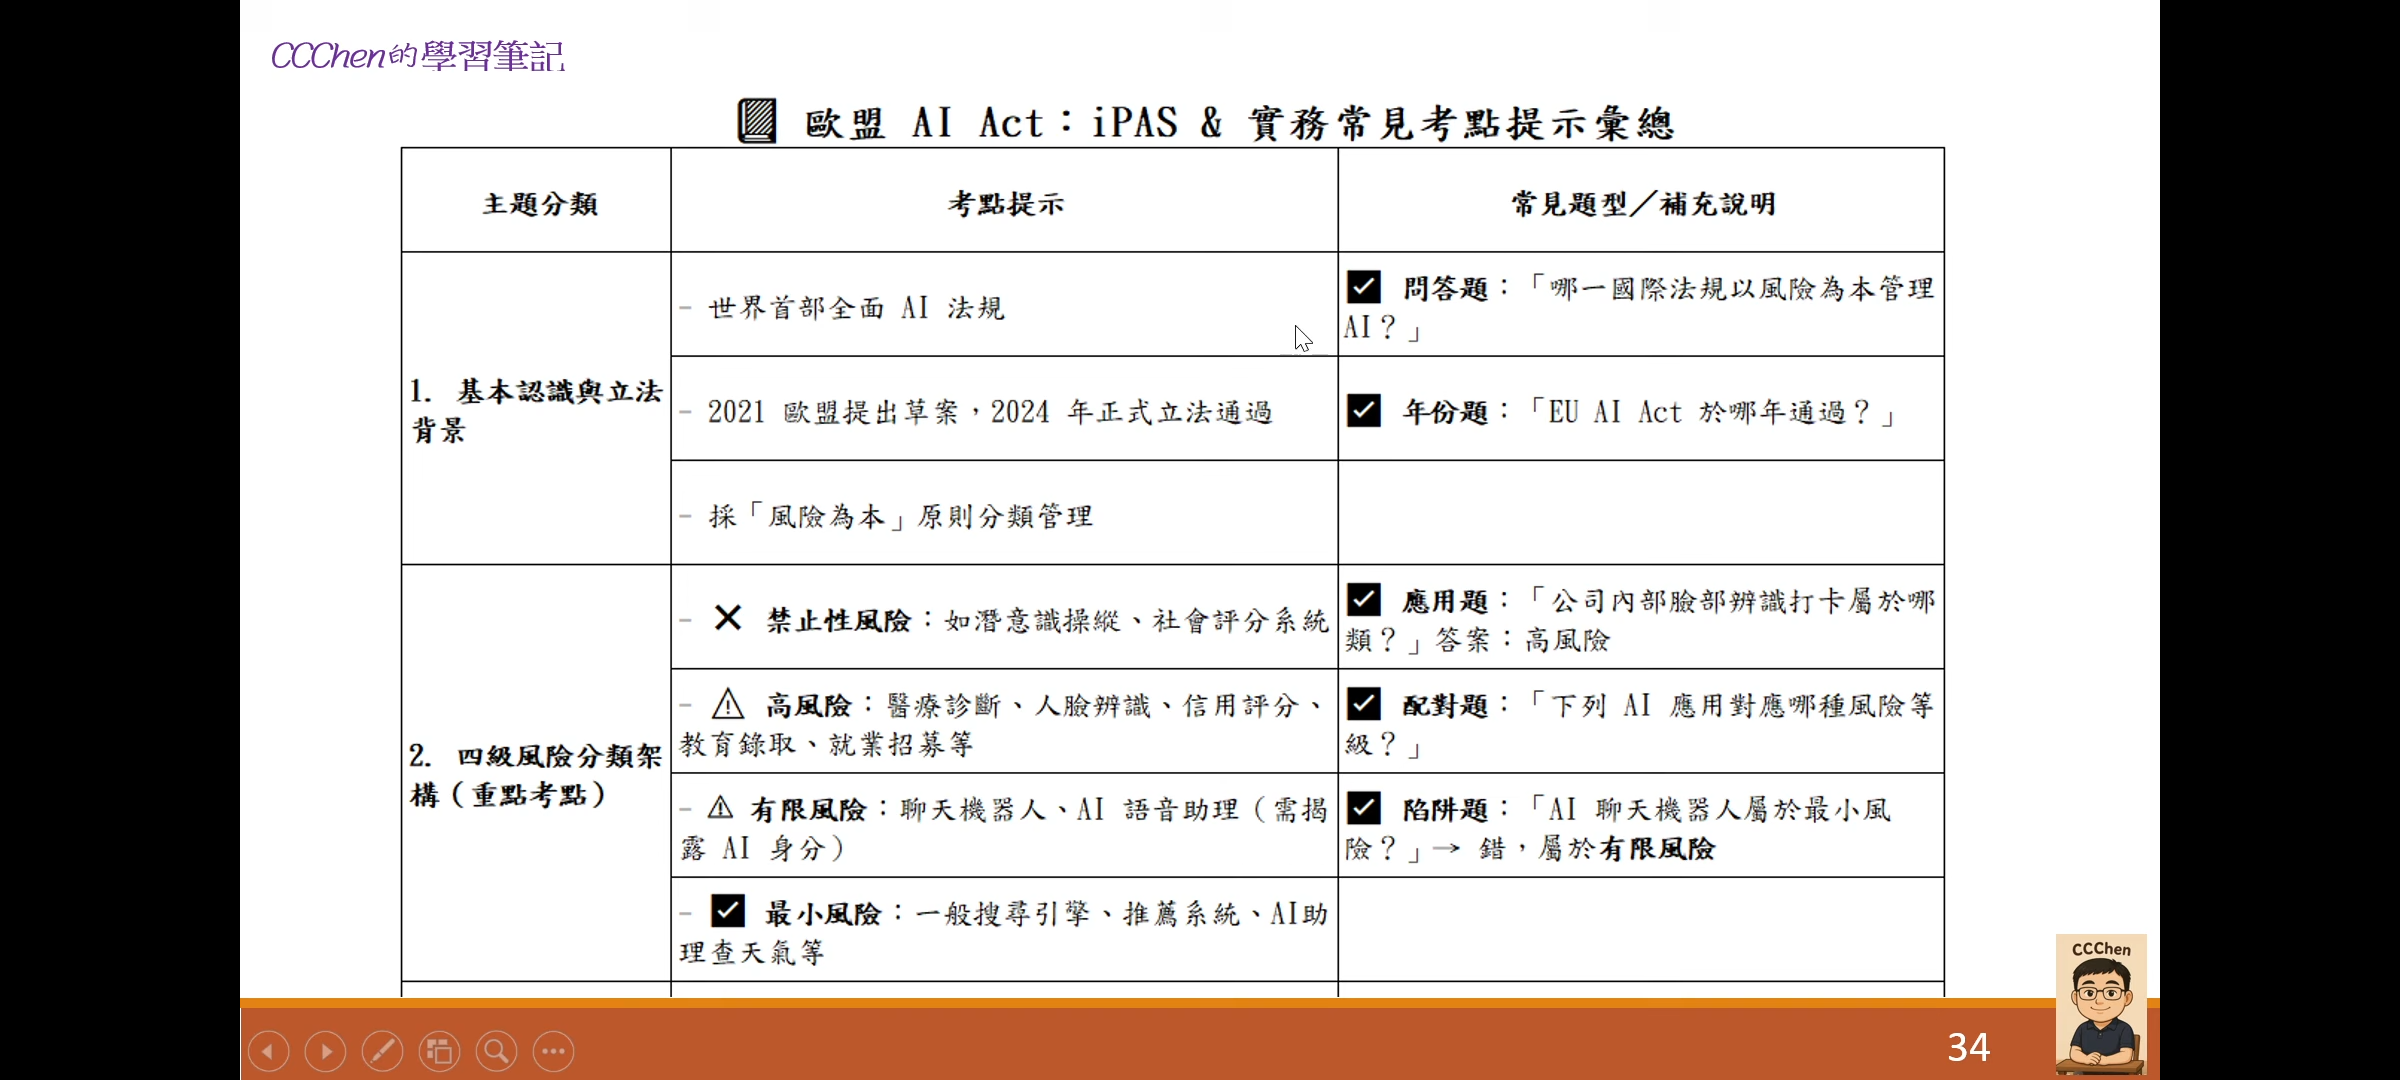 CCChen的學習筆記
歐盟 AI Act：iPAS & 實務常見考點提示彙總
主題分類
考點提示
常見題型／補充說明
1. 基本認識與立法
背景
- 世界首部全面 AI 法規
問答題：「哪一國際法規以風險為本管理
AI？」
- 2021 歐盟提出草案，2024 年正式立法通過
年份題：「EU AI Act 於哪年通過？」
- 採「風險為本」原則分類管理
2. 四級風險分類架
構（重點考點）
- 禁止性風險：如潛意識操縱、社會評分系統
應用題：「公司內部臉部辨識打卡屬於哪
類？」答案：高風險
- 高風險：醫療診斷、人臉辨識、信用評分、
教育錄取、就業招募等
配對題：「下列 AI 應用對應哪種風險等
級？」
- 有限風險：聊天機器人、AI 語音助理（需揭
露 AI 身分）
陷阱題：「AI 聊天機器人屬於最小風
險？」→ 錯，屬於有限風險
- 最小風險：一般搜尋引擎、推薦系統、AI助
理查天氣等
34
CCChen